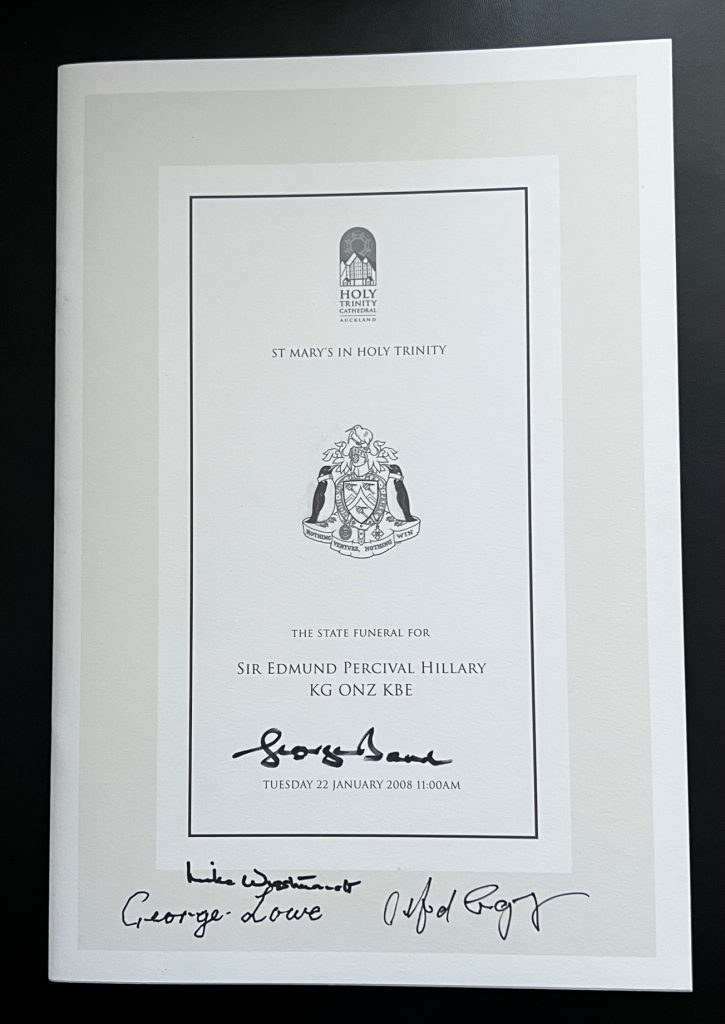 HOLY
TRINITY
CATHEDRAL
AUCKLAND
ST MARY'S IN HOLY TRINITY
NOTHING VENTURE, NOTHING WIN
THE STATE FUNERAL FOR
SIR EDMUND PERCIVAL HILLARY
KG ONZ KBE
George Band
TUESDAY 22 JANUARY 2008 11:00AM
Mike Westmacott
George Lowe